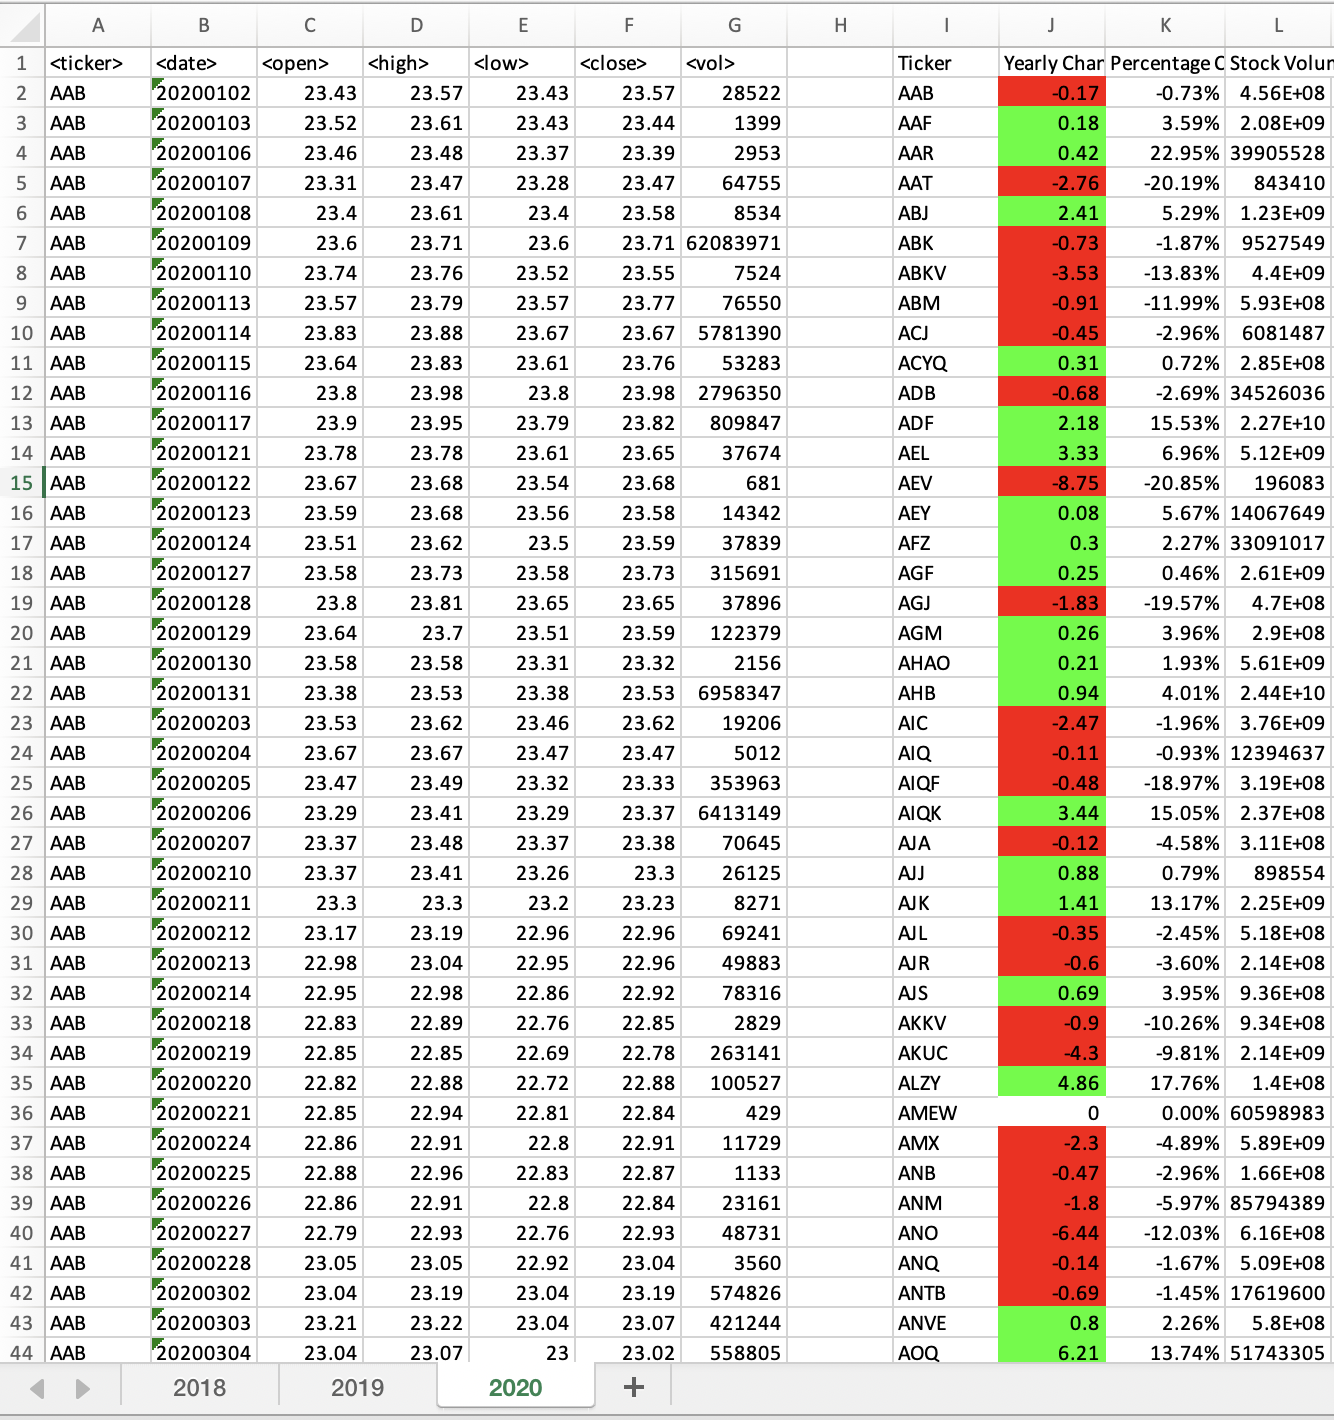 A B C D E F G H I J K L
1 <ticker> <date> <open> <high> <low> <close> <vol> Ticker Yearly Char Percentage C Stock Volur
2 AAB 20200102 23.43 23.57 23.43 23.57 28522 AAB -0.17 -0.73% 4.56E+08
3 AAB 20200103 23.52 23.61 23.43 23.44 1399 AAF 0.18 3.59% 2.08E+09
4 AAB 20200106 23.46 23.48 23.37 23.39 2953 AAR 0.42 22.95% 39905528
5 AAB 20200107 23.31 23.47 23.28 23.47 64755 AAT -2.76 -20.19% 843410
6 AAB 20200108 23.4 23.61 23.4 23.58 8534 ABJ 2.41 5.29% 1.23E+09
7 AAB 20200109 23.6 23.71 23.6 23.71 62083971 ABK -0.73 -1.87% 9527549
8 AAB 20200110 23.74 23.76 23.52 23.55 7524 ABKV -3.53 -13.83% 4.4E+09
9 AAB 20200113 23.57 23.79 23.57 23.77 76550 ABM -0.91 -11.99% 5.93E+08
10 AAB 20200114 23.83 23.88 23.67 23.67 5781390 ACJ -0.45 -2.96% 6081487
11 AAB 20200115 23.64 23.83 23.61 23.76 53283 ACYQ 0.31 0.72% 2.85E+08
12 AAB 20200116 23.8 23.98 23.8 23.98 2796350 ADB -0.68 -2.69% 34526036
13 AAB 20200117 23.9 23.95 23.79 23.82 809847 ADF 2.18 15.53% 2.27E+10
14 AAB 20200121 23.78 23.78 23.61 23.65 37674 AEL 3.33 6.96% 5.12E+09
15 AAB 20200122 23.67 23.68 23.54 23.68 681 AEV -8.75 -20.85% 196083
16 AAB 20200123 23.59 23.68 23.56 23.58 14342 AEY 0.08 5.67% 14067649
17 AAB 20200124 23.51 23.62 23.5 23.59 37839 AFZ 0.3 2.27% 33091017
18 AAB 20200127 23.58 23.73 23.58 23.73 315691 AGF 0.25 0.46% 2.61E+09
19 AAB 20200128 23.8 23.81 23.65 23.65 37896 AGJ -1.83 -19.57% 4.7E+08
20 AAB 20200129 23.64 23.7 23.51 23.59 122379 AGM 0.26 3.96% 2.9E+08
21 AAB 20200130 23.58 23.58 23.31 23.32 2156 AHAO 0.21 1.93% 5.61E+09
22 AAB 20200131 23.38 23.53 23.38 23.53 6958347 AHB 0.94 4.01% 2.44E+10
23 AAB 20200203 23.53 23.62 23.46 23.62 19206 AIC -2.47 -1.96% 3.76E+09
24 AAB 20200204 23.67 23.67 23.47 23.47 5012 AIQ -0.11 -0.93% 12394637
25 AAB 20200205 23.47 23.49 23.32 23.33 353963 AIQF -0.48 -18.97% 3.19E+08
26 AAB 20200206 23.29 23.41 23.29 23.37 6413149 AIQK 3.44 15.05% 2.37E+08
27 AAB 20200207 23.37 23.48 23.37 23.38 70645 AJA -0.12 -4.58% 3.11E+08
28 AAB 20200210 23.37 23.41 23.26 23.3 26125 AJJ 0.88 0.79% 898554
29 AAB 20200211 23.3 23.3 23.2 23.23 8271 AJK 1.41 13.17% 2.25E+09
30 AAB 20200212 23.17 23.19 22.96 22.96 69241 AJL -0.35 -2.45% 5.18E+08
31 AAB 20200213 22.98 23.04 22.95 22.96 49883 AJR -0.6 -3.60% 2.14E+08
32 AAB 20200214 22.95 22.98 22.86 22.92 78316 AJS 0.69 3.95% 9.36E+08
33 AAB 20200218 22.83 22.89 22.76 22.85 2829 AKKV -0.9 -10.26% 9.34E+08
34 AAB 20200219 22.85 22.85 22.69 22.78 263141 AKUC -4.3 -9.81% 2.14E+09
35 AAB 20200220 22.82 22.88 22.72 22.88 100527 ALZY 4.86 17.76% 1.4E+08
36 AAB 20200221 22.85 22.94 22.81 22.84 429 AMEW 0 0.00% 60598983
37 AAB 20200224 22.86 22.91 22.8 22.91 11729 AMX -2.3 -4.89% 5.89E+09
38 AAB 20200225 22.88 22.96 22.83 22.87 1133 ANB -0.47 -2.96% 1.66E+08
39 AAB 20200226 22.86 22.91 22.8 22.84 23161 ANM -1.8 -5.97% 85794389
40 AAB 20200227 22.79 22.93 22.76 22.93 48731 ANO -6.44 -12.03% 6.16E+08
41 AAB 20200228 23.05 23.05 22.92 23.04 3560 ANQ -0.14 -1.67% 5.09E+08
42 AAB 20200302 23.04 23.19 23.04 23.19 574826 ANTB -0.69 -1.45% 17619600
43 AAB 20200303 23.21 23.22 23.04 23.07 421244 ANVE 0.8 2.26% 5.8E+08
44 AAB 20200304 23.04 23.07 23 23.02 558805 AOQ 6.21 13.74% 51743305
2018 2019 2020 +